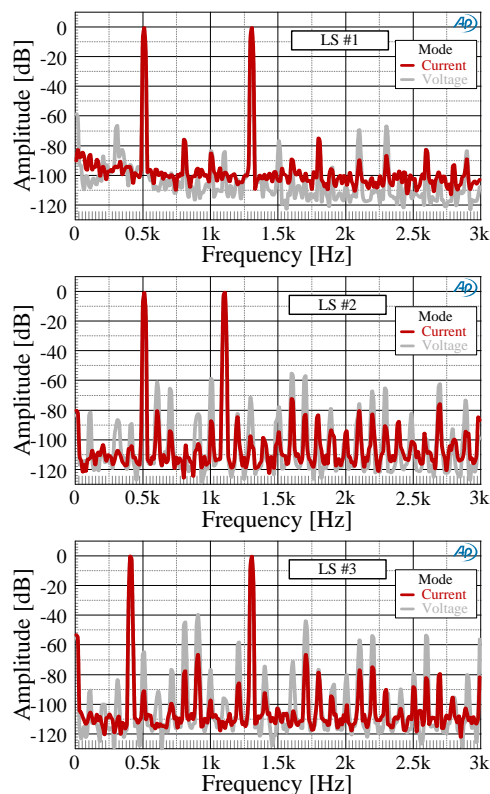 LS #1
Mode
Current
Voltage
Amplitude [dB]
0
-20
-40
-60
-80
-100
-120
0 0.5k 1k 1.5k 2k 2.5k 3k
Frequency [Hz]
LS #2
Mode
Current
Voltage
Amplitude [dB]
0
-20
-40
-60
-80
-100
-120
0 0.5k 1k 1.5k 2k 2.5k 3k
Frequency [Hz]
LS #3
Mode
Current
Voltage
Amplitude [dB]
0
-20
-40
-60
-80
-100
-120
0 0.5k 1k 1.5k 2k 2.5k 3k
Frequency [Hz]